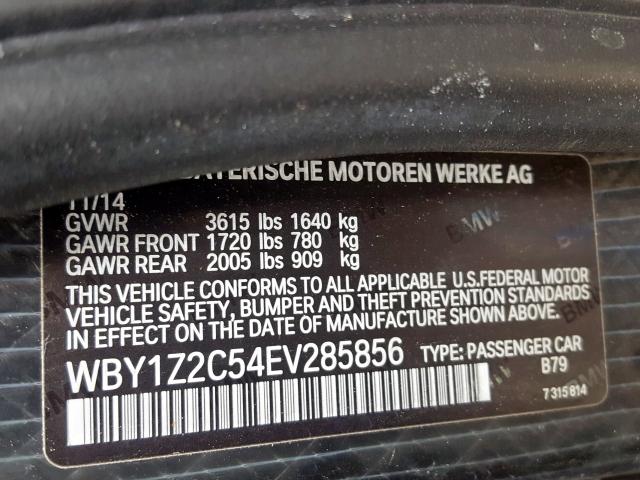 BAYERISCHE MOTOREN WERKE AG
11/14
GVWR 3615 lbs 1640 kg
GAWR FRONT 1720 lbs 780 kg
GAWR REAR 2005 lbs 909 kg
THIS VEHICLE CONFORMS TO ALL APPLICABLE U.S.FEDERAL MOTOR
VEHICLE SAFETY, BUMPER AND THEFT PREVENTION STANDARDS
IN EFFECT ON THE DATE OF MANUFACTURE SHOWN ABOVE.
WBY1Z2C54EV285856 TYPE: PASSENGER CAR
B79
7315814